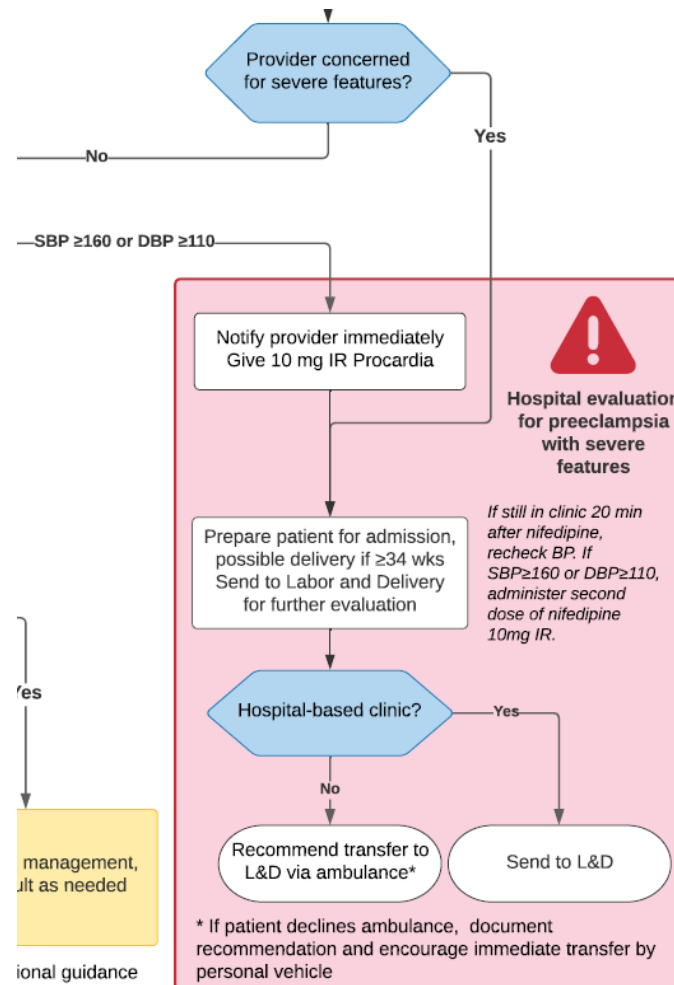 Provider concerned
for severe features?
Yes
No
SBP ≥160 or DBP ≥110
Notify provider immediately
Give 10 mg IR Procardia
Hospital evaluation
for preeclampsia
with severe
features
If still in clinic 20 min
after nifedipine,
recheck BP. If
SBP≥160 or DBP≥110,
administer second
dose of nifedipine
10mg IR.
Prepare patient for admission,
possible delivery if ≥34 wks
Send to Labor and Delivery
for further evaluation
Yes
Hospital-based clinic?
Yes
No
Recommend transfer to
L&D via ambulance*
Send to L&D
management,
as needed
* If patient declines ambulance, document
recommendation and encourage immediate transfer by
personal vehicle
guidance